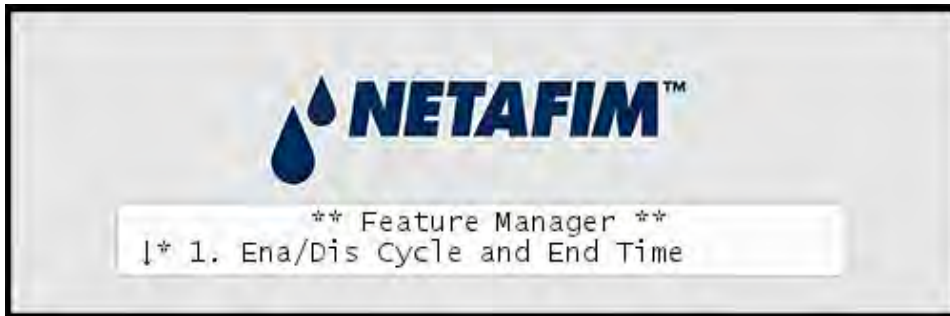 NETAFIM™
** Feature Manager **
↓* 1. Ena/Dis Cycle and End Time